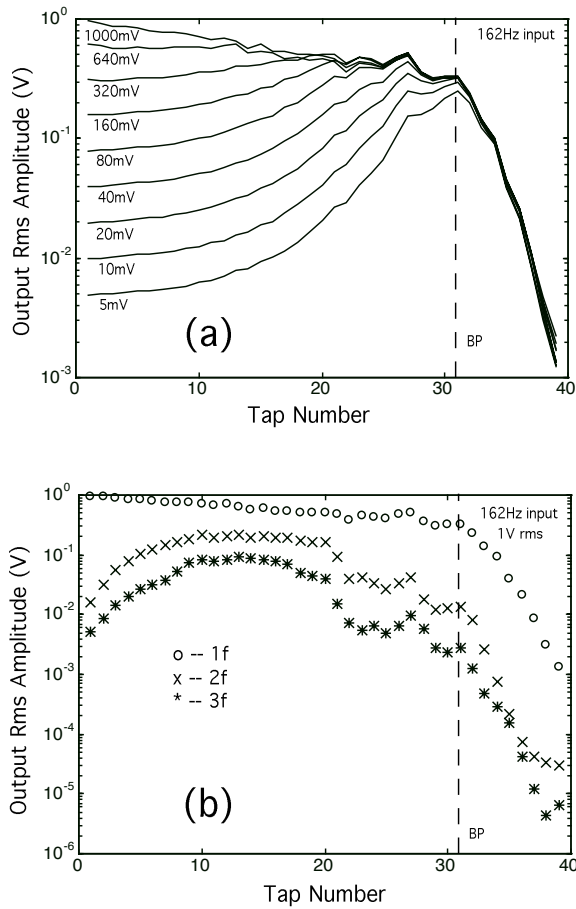 10⁰
10⁻¹
10⁻²
10⁻³
Output Rms Amplitude (V)
162Hz input
1000mV
640mV
320mV
160mV
80mV
40mV
20mV
10mV
5mV
(a)
BP
0 10 20 30 40
Tap Number
10⁰
10⁻¹
10⁻²
10⁻³
10⁻⁴
10⁻⁵
10⁻⁶
Output Rms Amplitude (V)
162Hz input
1V rms
o -- 1f
x -- 2f
* -- 3f
(b)
BP
0 10 20 30 40
Tap Number